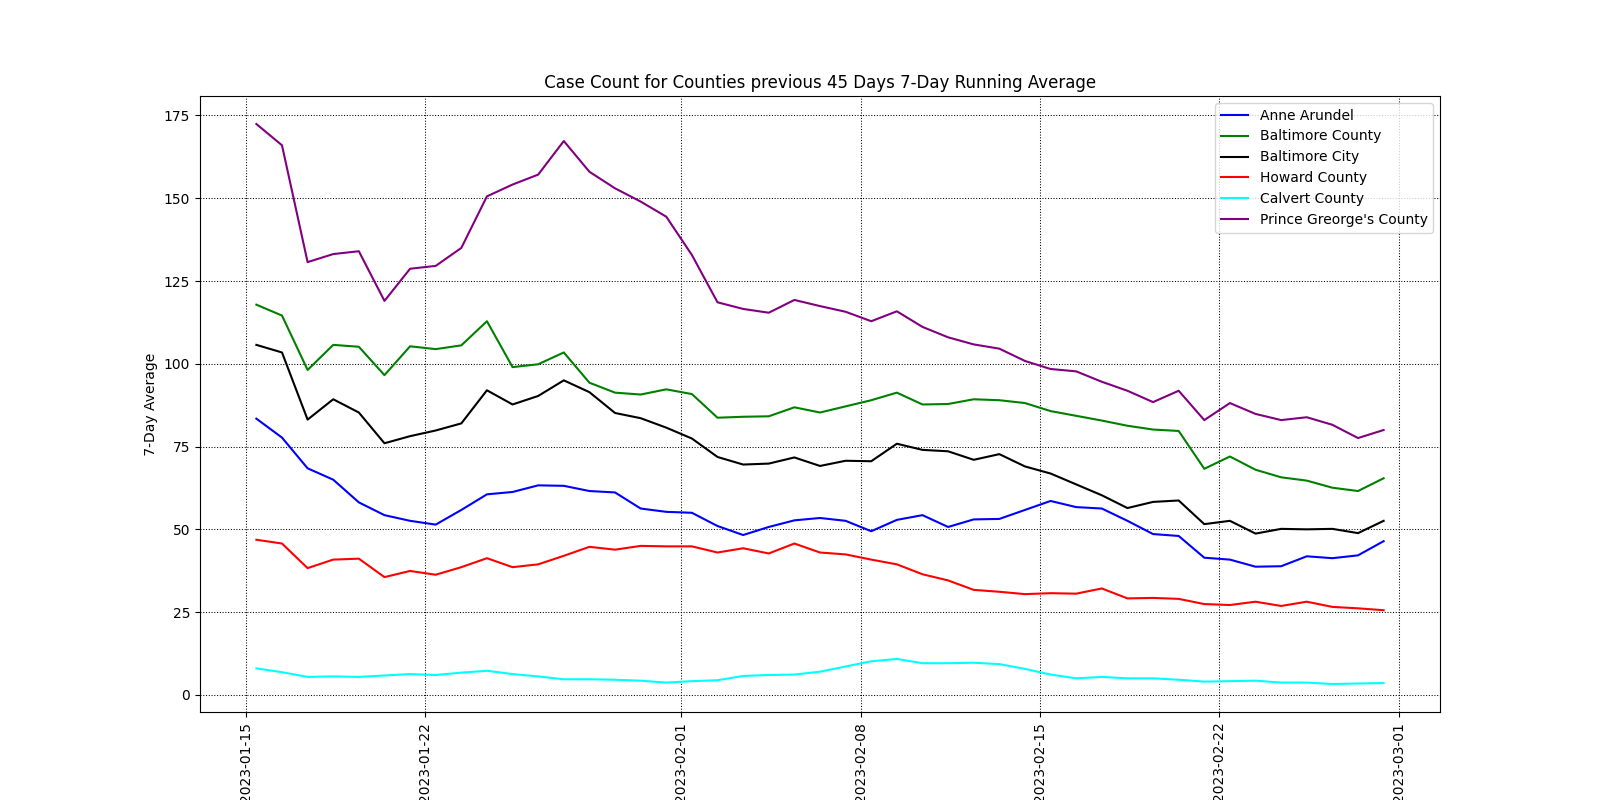 Case Count for Counties previous 45 Days 7-Day Running Average
7-Day Average
175
150
125
100
75
50
25
0
Anne Arundel
Baltimore County
Baltimore City
Howard County
Calvert County
Prince Greorge's County
2023-01-15
2023-01-22
2023-02-01
2023-02-08
2023-02-15
2023-02-22
2023-03-01